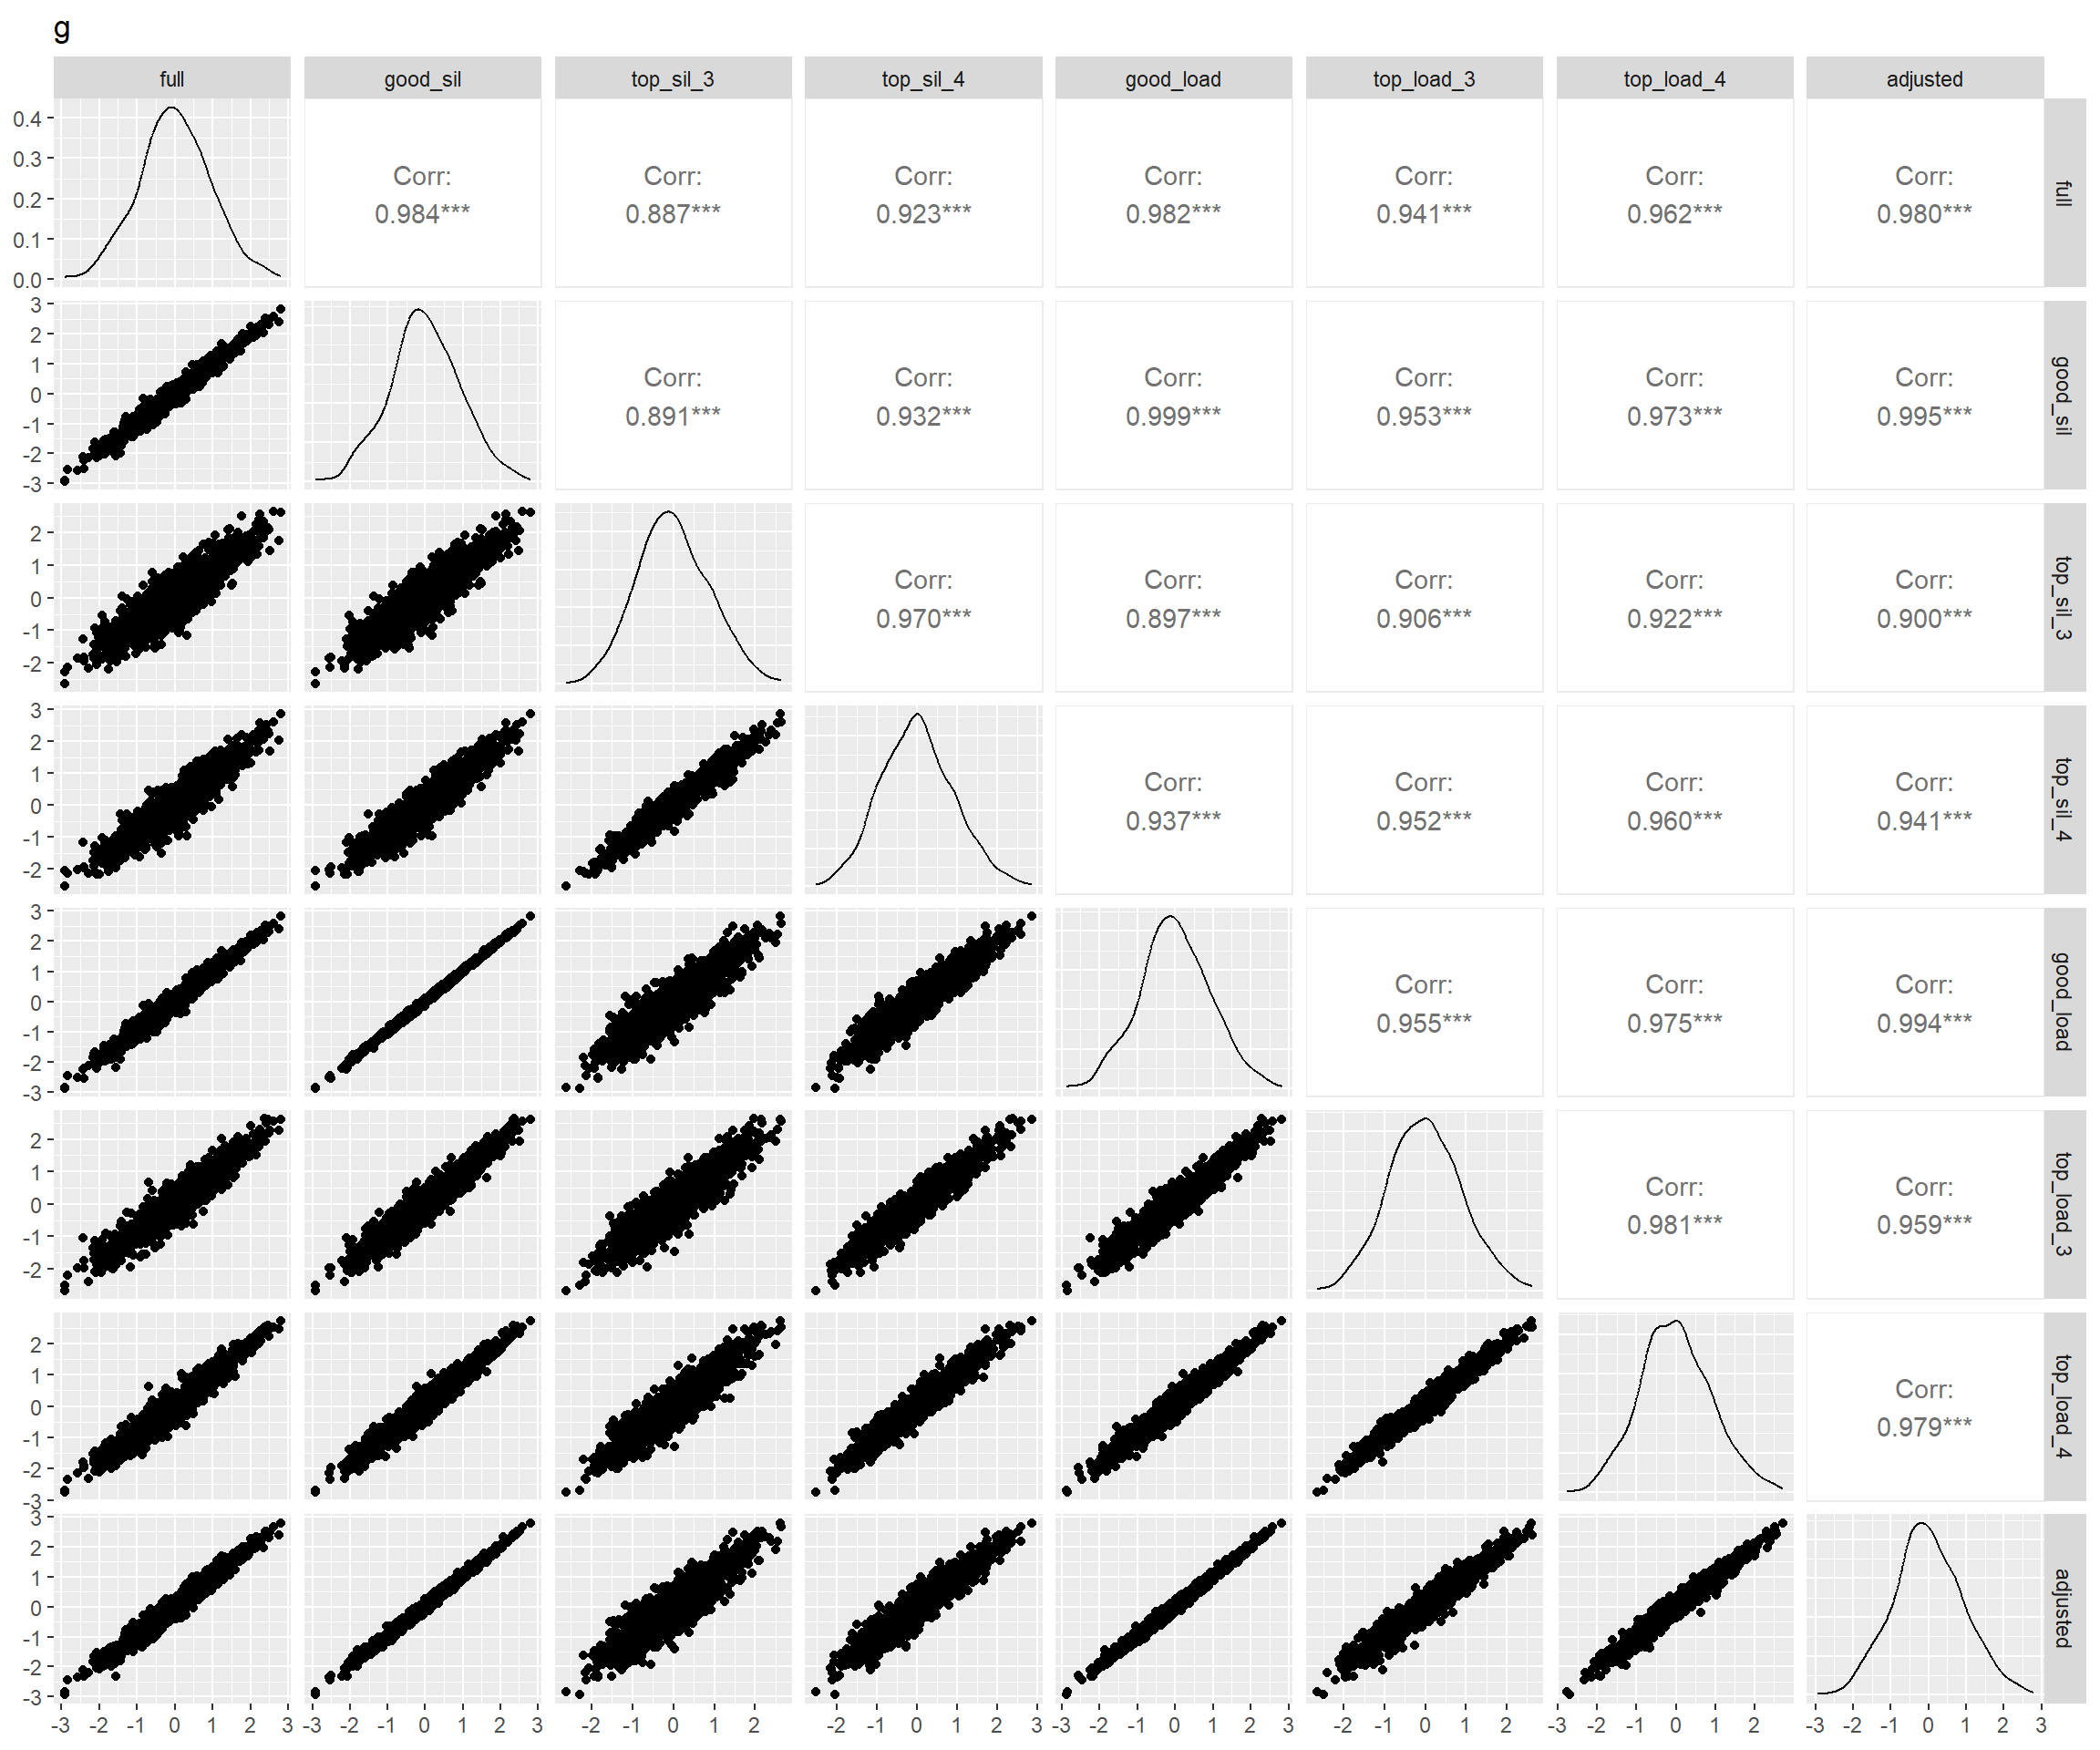 g
full good_sil top_sil_3 top_sil_4 good_load top_load_3 top_load_4 adjusted
0.4
0.3
0.2
0.1
0.0
Corr: Corr: Corr: Corr: Corr: Corr: Corr:
0.984*** 0.887*** 0.923*** 0.982*** 0.941*** 0.962*** 0.980***
full
3
2
1
0
-1
-2
-3
Corr: Corr: Corr: Corr: Corr: Corr:
0.891*** 0.932*** 0.999*** 0.953*** 0.973*** 0.995***
good_sil
2
1
0
-1
-2
Corr: Corr: Corr: Corr: Corr:
0.970*** 0.897*** 0.906*** 0.922*** 0.900***
top_sil_3
3
2
1
0
-1
-2
Corr: Corr: Corr: Corr:
0.937*** 0.952*** 0.960*** 0.941***
top_sil_4
3
2
1
0
-1
-2
-3
Corr: Corr: Corr:
0.955*** 0.975*** 0.994***
good_load
2
1
0
-1
-2
Corr: Corr:
0.981*** 0.959***
top_load_3
2
1
0
-1
-2
-3
Corr:
0.979***
top_load_4
3
2
1
0
-1
-2
-3
adjusted
-3 -2 -1 0 1 2 3 -3 -2 -1 0 1 2 3 -2 -1 0 1 2 -2 -1 0 1 2 3 -3 -2 -1 0 1 2 3 -2 -1 0 1 2 -3 -2 -1 0 1 2 -3 -2 -1 0 1 2 3